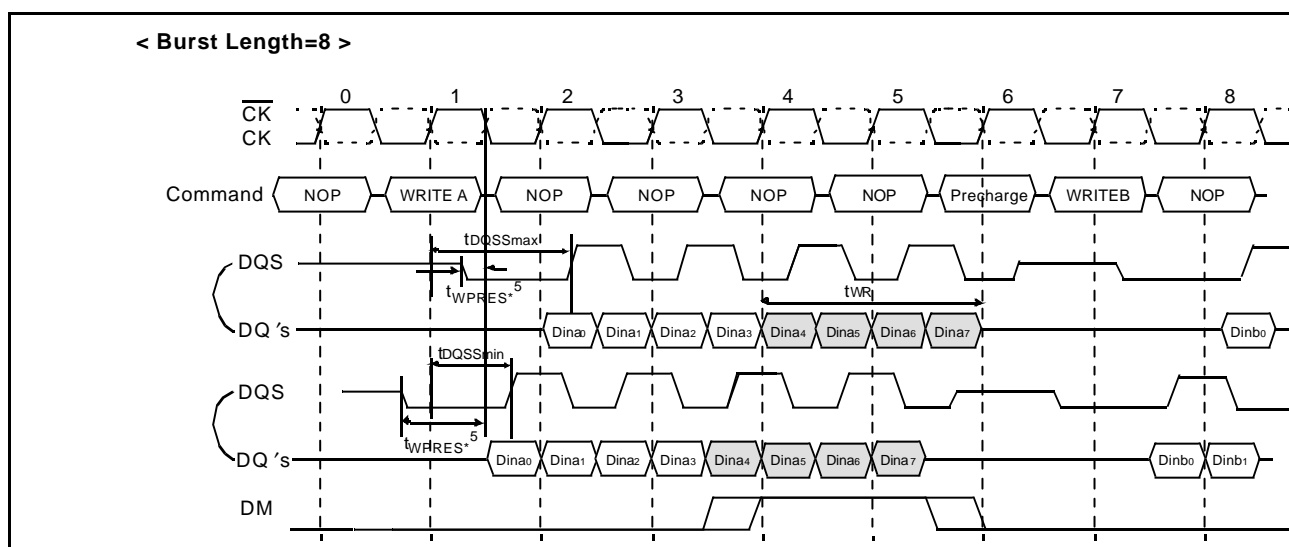 < Burst Length=8 >
0 1 2 3 4 5 6 7 8
CK
CK
Command NOP WRITE A NOP NOP NOP NOP Precharge WRITEB NOP
tDQSSmax
DQS
tWPRES*5 tWR
DQ 's Dina0 Dina1 Dina2 Dina3 Dina4 Dina5 Dina6 Dina7 Dinb0
tDQSSmin
DQS
tWPRES*5
DQ 's Dina0 Dina1 Dina2 Dina3 Dina4 Dina5 Dina6 Dina7 Dinb0 Dinb1
DM